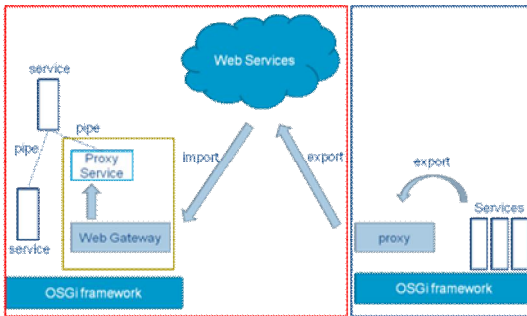 Web Services
service
pipe
pipe
Proxy
Service
import
export
export
Services
Web Gateway
proxy
service
OSGi framework
OSGi framework